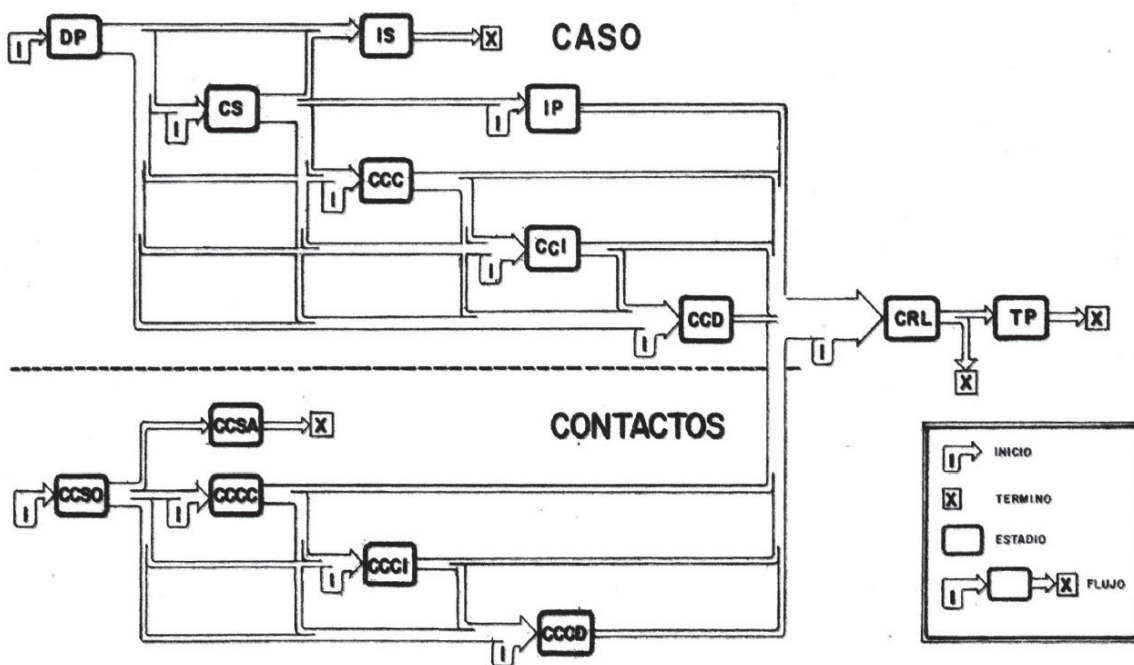 I DP IS X CASO
I CS I IP
I CCC
I CCI
I CCD I CRL TP X
X
CCSA X CONTACTOS
I CCSO I CCCC
I CCCI
I CCCD
I INICIO
X TERMINO
ESTADIO
I X FLUJO